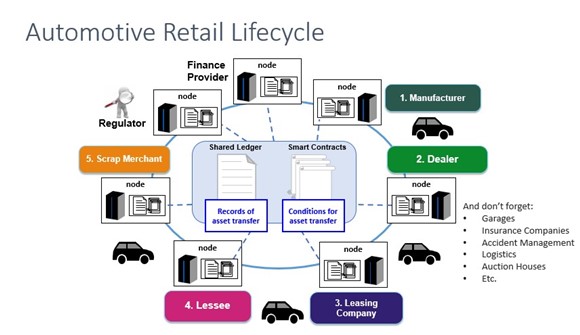 Automotive Retail Lifecycle
Finance
Provider
node
node
1. Manufacturer
node
Regulator
Shared Ledger
Smart Contracts
5. Scrap Merchant
2. Dealer
node
node
Records of
asset transfer
Conditions for
asset transfer
And don't forget:
• Garages
• Insurance Companies
• Accident Management
• Logistics
• Auction Houses
• Etc.
node
node
4. Lessee
3. Leasing
Company